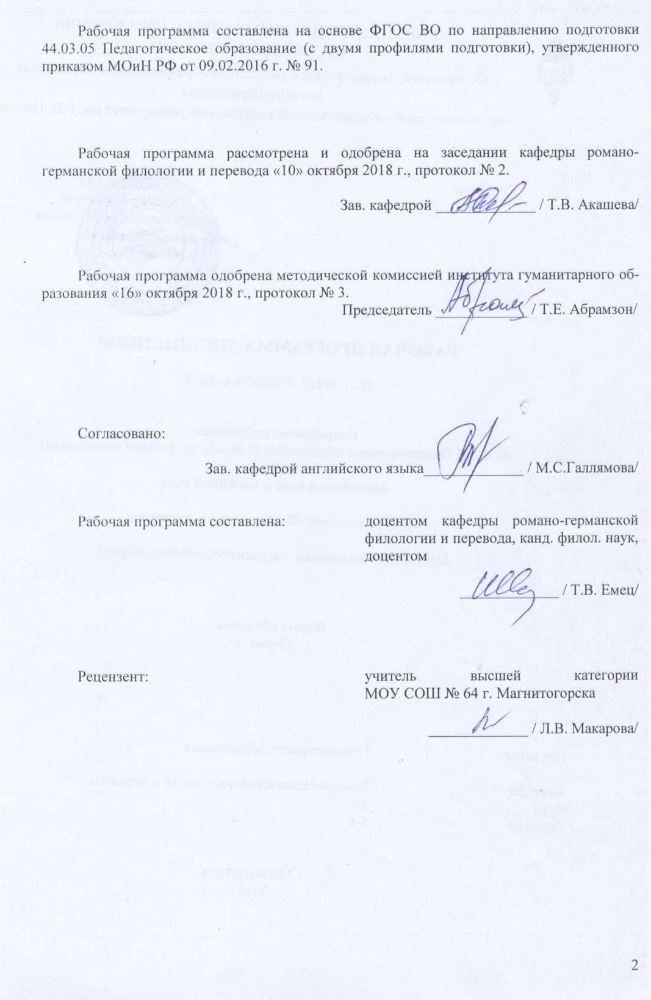 Рабочая программа составлена на основе ФГОС ВО по направлению подготовки
44.03.05 Педагогическое образование (с двумя профилями подготовки), утвержденного
приказом МОиН РФ от 09.02.2016 г. № 91.
Рабочая программа рассмотрена и одобрена на заседании кафедры романо-
германской филологии и перевода «10» октября 2018 г., протокол № 2.
Зав. кафедрой _____________ / Т.В. Акашева/
Рабочая программа одобрена методической комиссией института гуманитарного об-
разования «16» октября 2018 г., протокол № 3.
Председатель ____________ / Т.Е. Абрамзон/
Согласовано:
Зав. кафедрой английского языка_____________ / М.С.Галлямова/
Рабочая программа составлена:
доцентом кафедры романо-германской
филологии и перевода, канд. филол. наук,
доцентом
_____________ / Т.В. Емец/
Рецензент:
учитель высшей категории
МОУ СОШ № 64 г. Магнитогорска
_____________ / Л.В. Макарова/
2